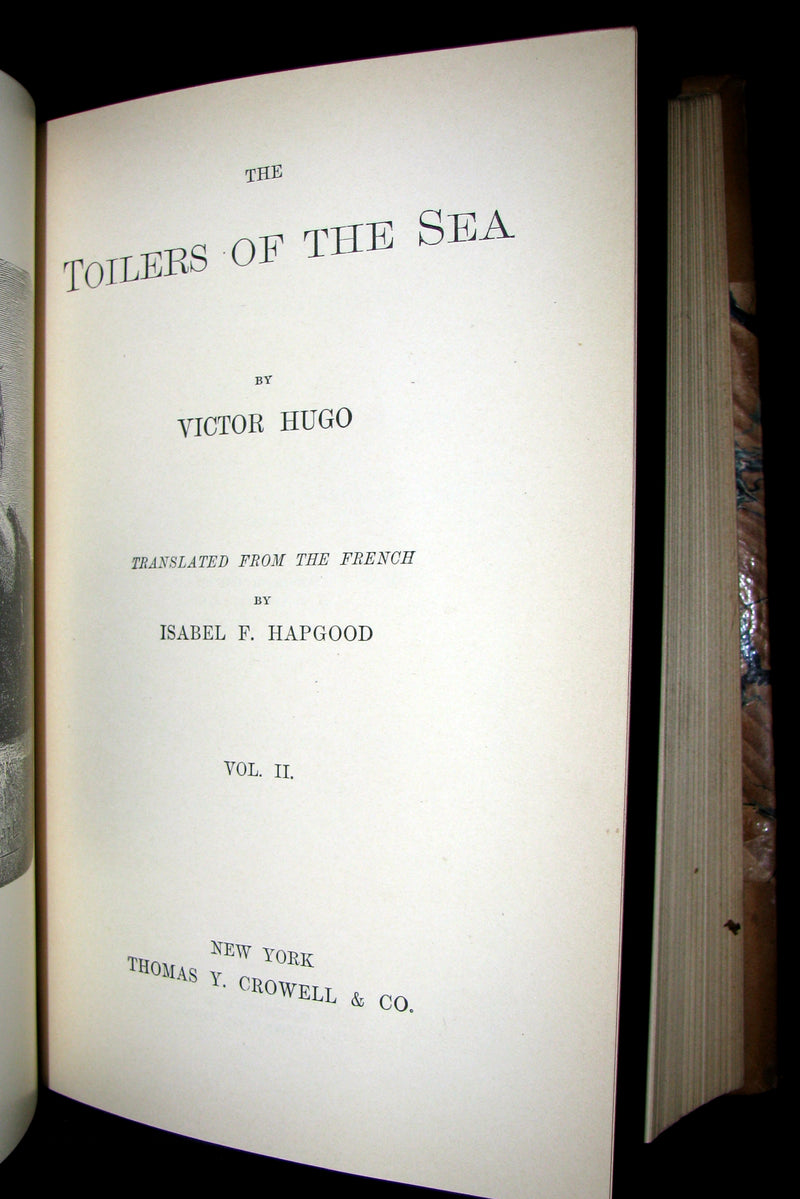 THE
TOILERS OF THE SEA
BY
VICTOR HUGO
TRANSLATED FROM THE FRENCH
BY
ISABEL F. HAPGOOD
VOL. II.
NEW YORK
THOMAS Y. CROWELL & CO.